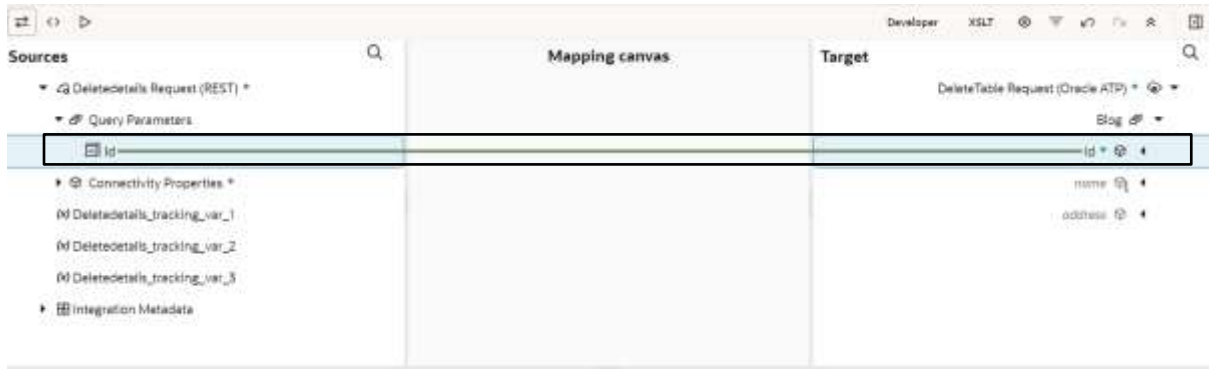 Developer XSLT
Sources Mapping canvas Target
Deletedetails Request (REST) * DeleteTable Request (Oracle ATP) *
Query Parameters Blog
id id *
Connectivity Properties * name
Deletedetails_tracking_var_1 address
Deletedetails_tracking_var_2
Deletedetails_tracking_var_3
Integration Metadata